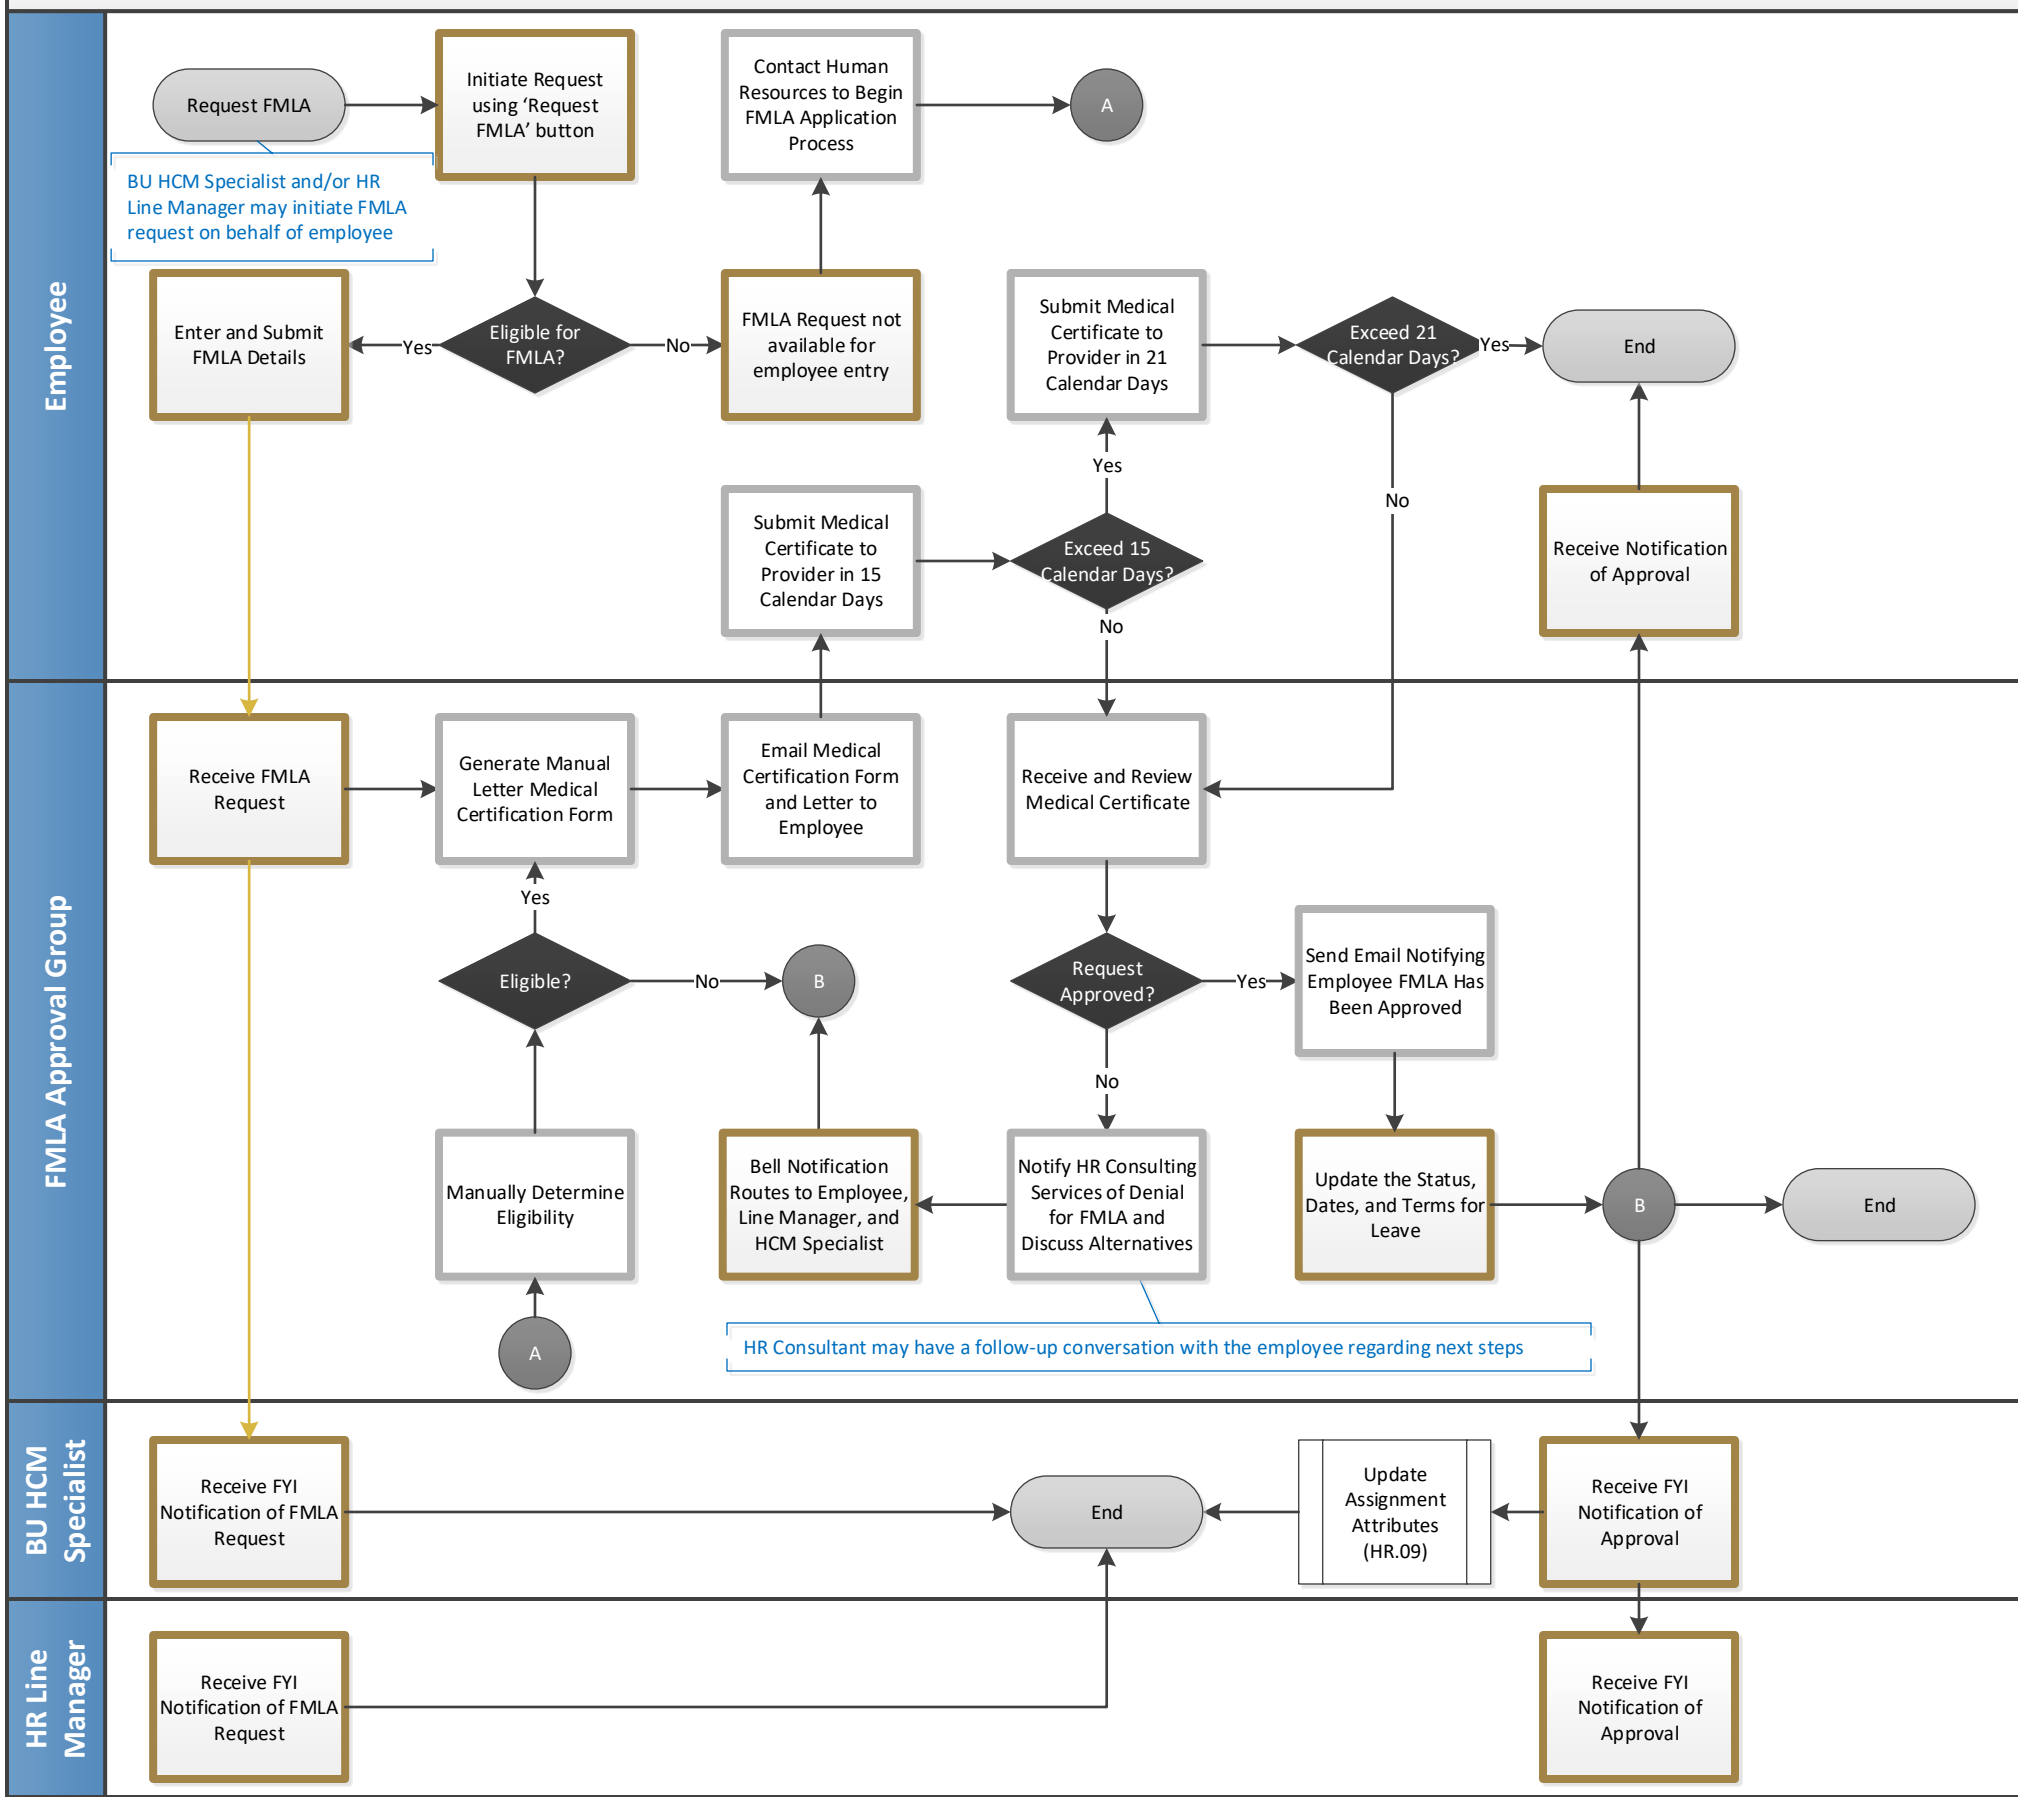 Employee
Request FMLA
Initiate Request
using ‘Request
FMLA’ button
Contact Human
Resources to Begin
FMLA Application
Process
A
BU HCM Specialist and/or HR
Line Manager may initiate FMLA
request on behalf of employee
Enter and Submit
FMLA Details
Yes
Eligible for
FMLA?
No
FMLA Request not
available for
employee entry
Submit Medical
Certificate to
Provider in 21
Calendar Days
Exceed 21
Calendar Days?
Yes
End
Yes
No
Submit Medical
Certificate to
Provider in 15
Calendar Days
Exceed 15
Calendar Days?
No
Receive Notification
of Approval
FMLA Approval Group
Receive FMLA
Request
Generate Manual
Letter Medical
Certification Form
Email Medical
Certification Form
and Letter to
Employee
Receive and Review
Medical Certificate
Yes
Eligible?
No
B
Request
Approved?
Yes
Send Email Notifying
Employee FMLA Has
Been Approved
No
Manually Determine
Eligibility
Bell Notification
Routes to Employee,
Line Manager, and
HCM Specialist
Notify HR Consulting
Services of Denial
for FMLA and
Discuss Alternatives
Update the Status,
Dates, and Terms for
Leave
B
End
A
HR Consultant may have a follow-up conversation with the employee regarding next steps
BU HCM
Specialist
Receive FYI
Notification of FMLA
Request
End
Update
Assignment
Attributes
(HR.09)
Receive FYI
Notification of
Approval
HR Line
Manager
Receive FYI
Notification of FMLA
Request
Receive FYI
Notification of
Approval